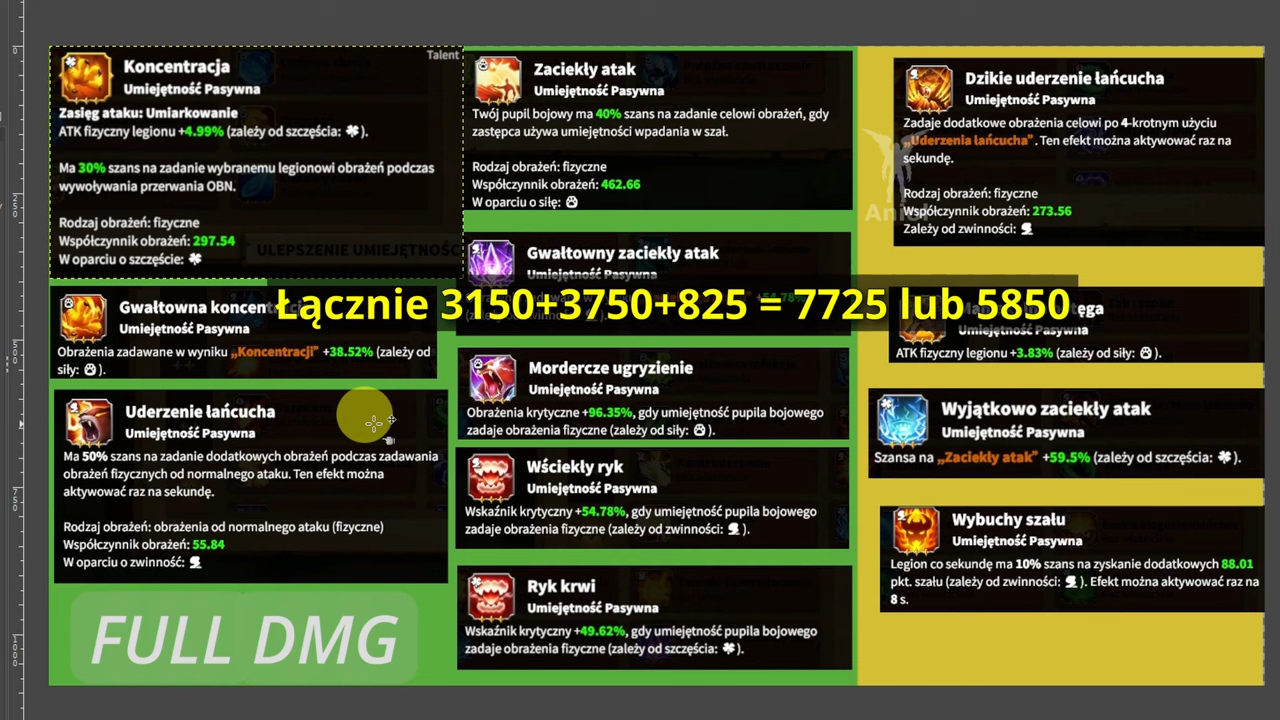 Talent
Koncentracja
Umiejętność Pasywna
Zasięg ataku: Umiarkowanie
ATK fizyczny legionu +4.99% (zależy od szczęścia: ).
Ma 30% szans na zadanie wybranemu legionowi obrażeń podczas
wywoływania przerwania OBN.
Rodzaj obrażeń: fizyczne
Współczynnik obrażeń: 297.54
W oparciu o szczęście:
ULEPSZENIE UMIEJĘTNOŚC
Gwałtowna koncent
Umiejętność Pasywna
Obrażenia zadawane w wyniku „Koncentracji” +38.52% (zależy od
siły: ).
Uderzenie łańcucha
Umiejętność Pasywna
Ma 50% szans na zadanie dodatkowych obrażeń podczas zadawania
obrażeń fizycznych od normalnego ataku. Ten efekt można
aktywować raz na sekundę.
Rodzaj obrażeń: obrażenia od normalnego ataku (fizyczne)
Współczynnik obrażeń: 55.84
W oparciu o zwinność:
FULL DMG
Zaciekły atak
Umiejętność Pasywna
Twój pupil bojowy ma 40% szans na zadanie celowi obrażeń, gdy
zastępca używa umiejętności wpadania w szał.
Rodzaj obrażeń: fizyczne
Współczynnik obrażeń: 462.66
W oparciu o siłę:
Gwałtowny zaciekły atak
Umiejętność Pasywna
Łącznie 3150+3750+825 = 7725 lub 5850
Mordercze ugryzienie
Umiejętność Pasywna
Obrażenia krytyczne +96.35%, gdy umiejętność pupila bojowego
zadaje obrażenia fizyczne (zależy od siły: ).
Wściekły ryk
Umiejętność Pasywna
Wskaźnik krytyczny +54.78%, gdy umiejętność pupila bojowego
zadaje obrażenia fizyczne (zależy od zwinności: ).
Ryk krwi
Umiejętność Pasywna
Wskaźnik krytyczny +49.62%, gdy umiejętność pupila bojowego
zadaje obrażenia fizyczne (zależy od szczęścia: ).
Dzikie uderzenie łańcucha
Umiejętność Pasywna
Zadaje dodatkowe obrażenia celowi po 4-krotnym użyciu
„Uderzenia łańcucha” . Ten efekt można aktywować raz na
sekundę.
Rodzaj obrażeń: fizyczne
Współczynnik obrażeń: 273.56
Zależy od zwinności:
Umiejętność Pasywna
ATK fizyczny legionu +3.83% (zależy od siły: ).
Wyjątkowo zaciekły atak
Umiejętność Pasywna
Szansa na „Zaciekły atak” +59.5% (zależy od szczęścia: ).
Wybuchy szału
Umiejętność Pasywna
Legion co sekundę ma 10% szans na zyskanie dodatkowych 88.01
pkt. szału (zależy od zwinności: ). Efekt można aktywować raz na
8 s.